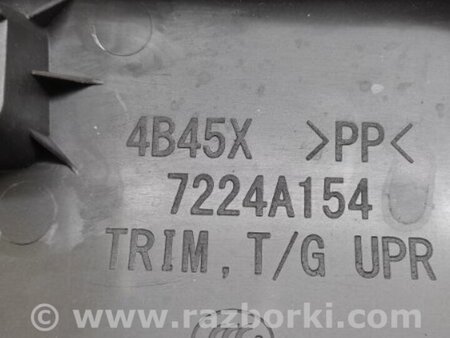 4B45X >PP<
7224A154
TRIM, T/G UPR
© www.razborki.com